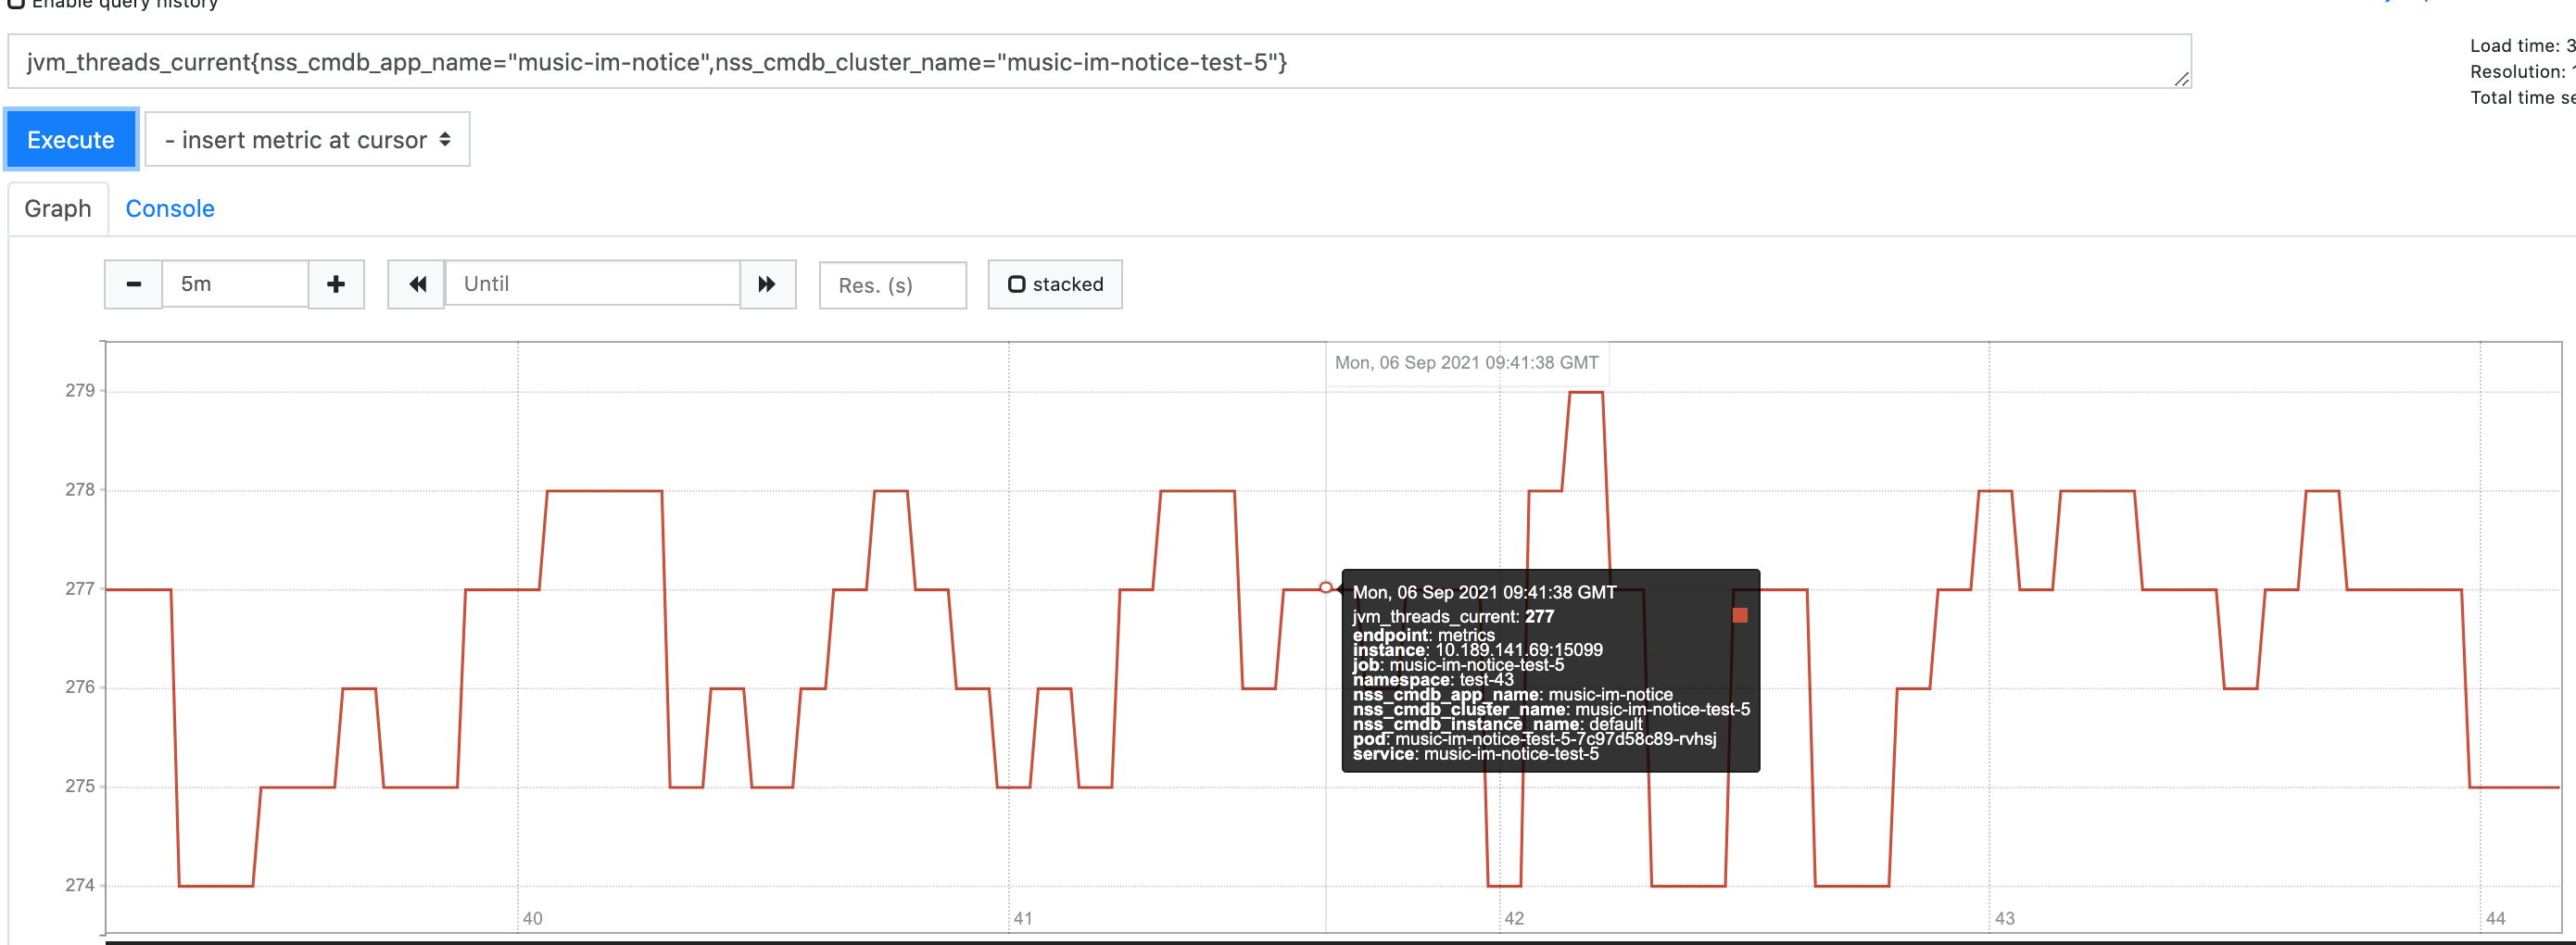 Enable query history
jvm_threads_current{nss_cmdb_app_name="music-im-notice",nss_cmdb_cluster_name="music-im-notice-test-5"}
Load time: 3
Resolution: 1
Total time se
Execute
- insert metric at cursor
Graph
Console
5m
Until
Res. (s)
stacked
Mon, 06 Sep 2021 09:41:38 GMT
279
278
277
276
275
274
Mon, 06 Sep 2021 09:41:38 GMT
jvm_threads_current: 277
endpoint: metrics
instance: 10.189.141.69:15099
job: music-im-notice-test-5
namespace: test-43
nss_cmdb_app_name: music-im-notice
nss_cmdb_cluster_name: music-im-notice-test-5
nss_cmdb_instance_name: default
pod: music-im-notice-test-5-7c97d58c89-rvhsj
service: music-im-notice-test-5
40
41
42
43
44